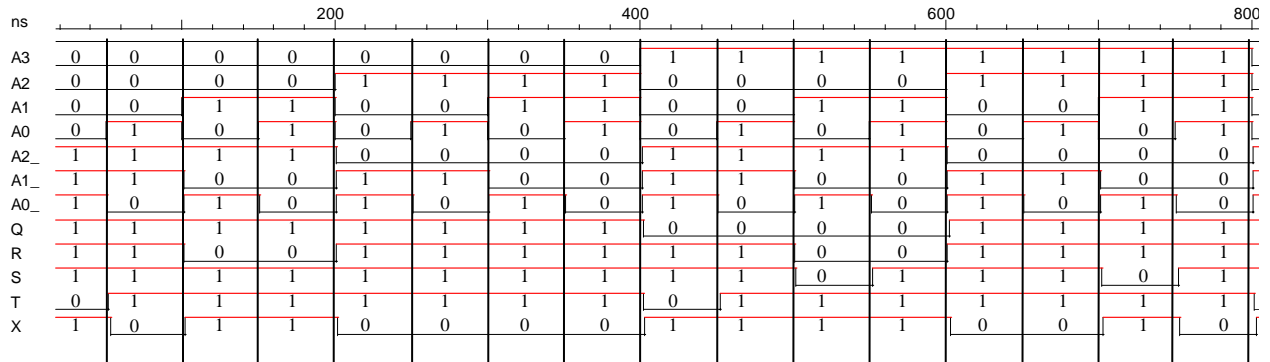 ns 200 400 600 800
A3 0 0 0 0 0 0 0 0 1 1 1 1 1 1 1 1
A2 0 0 0 0 1 1 1 1 0 0 0 0 1 1 1 1
A1 0 0 1 1 0 0 1 1 0 0 1 1 0 0 1 1
A0 0 1 0 1 0 1 0 1 0 1 0 1 0 1 0 1
A2_ 1 1 1 1 0 0 0 0 1 1 1 1 0 0 0 0
A1_ 1 1 0 0 1 1 0 0 1 1 0 0 1 1 0 0
A0_ 1 0 1 0 1 0 1 0 1 0 1 0 1 0 1 0
Q 1 1 1 1 1 1 1 1 0 0 0 0 1 1 1 1
R 1 1 0 0 1 1 1 1 1 1 0 0 1 1 1 1
S 1 1 1 1 1 1 1 1 1 1 0 1 1 1 0 1
T 0 1 1 1 1 1 1 1 0 1 1 1 1 1 1 1
X 1 0 1 1 0 0 0 0 1 1 1 1 0 0 1 0